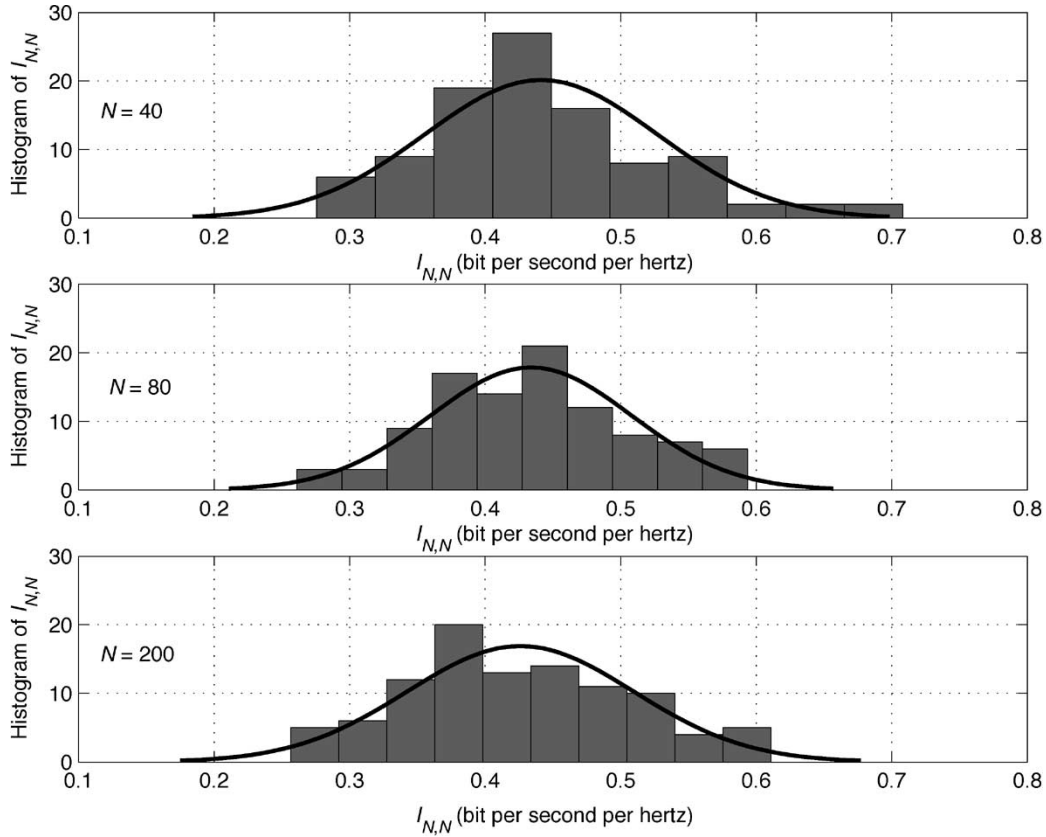 30
20
10
0
Histogram of I_{N,N}
N = 40
0.1 0.2 0.3 0.4 0.5 0.6 0.7 0.8
I_{N,N} (bit per second per hertz)
30
20
10
0
Histogram of I_{N,N}
N = 80
0.1 0.2 0.3 0.4 0.5 0.6 0.7 0.8
I_{N,N} (bit per second per hertz)
30
20
10
0
Histogram of I_{N,N}
N = 200
0.1 0.2 0.3 0.4 0.5 0.6 0.7 0.8
I_{N,N} (bit per second per hertz)